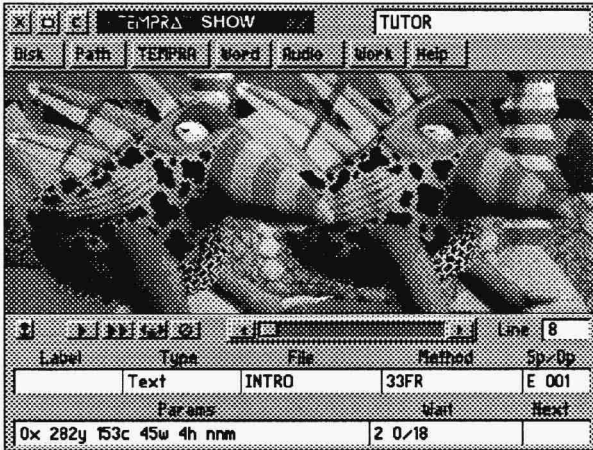 X C TEMPRA SHOW TUTOR
Disk Path TEMPRA Word Audio Work Help
Line 8
Label Type File Method Sp/Op
Text INTRO 33FR E 001
Params Wait Next
0x 282y 153c 45w 4h nnm 2 0/18